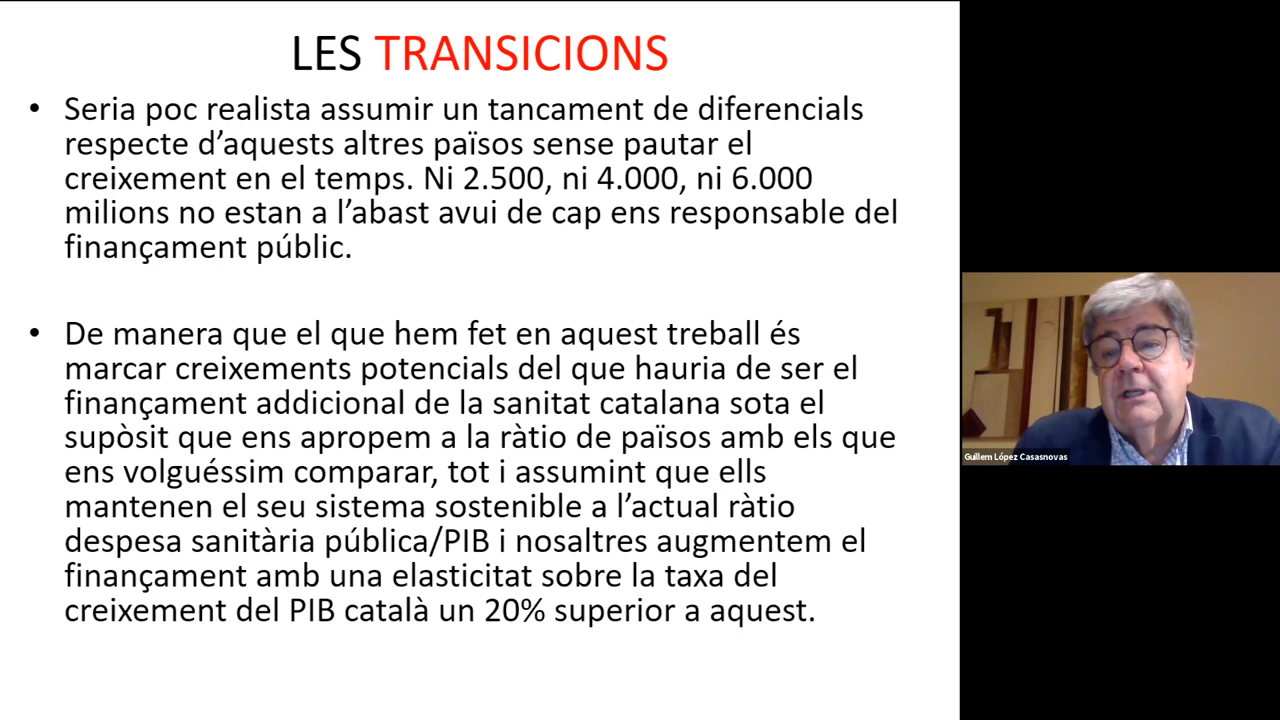 LES TRANSICIONS
• Seria poc realista assumir un tancament de diferencials
respecte d’aquests altres països sense pautar el
creixement en el temps. Ni 2.500, ni 4.000, ni 6.000
milions no estan a l’abast avui de cap ens responsable del
finançament públic.
• De manera que el que hem fet en aquest treball és
marcar creixements potencials del que hauria de ser el
finançament addicional de la sanitat catalana sota el
supòsit que ens apropem a la ràtio de països amb els que
ens volguéssim comparar, tot i assumint que ells
mantenen el seu sistema sostenible a l’actual ràtio
despesa sanitària pública/PIB i nosaltres augmentem el
finançament amb una elasticitat sobre la taxa del
creixement del PIB català un 20% superior a aquest.
Guillem López Casasnovas